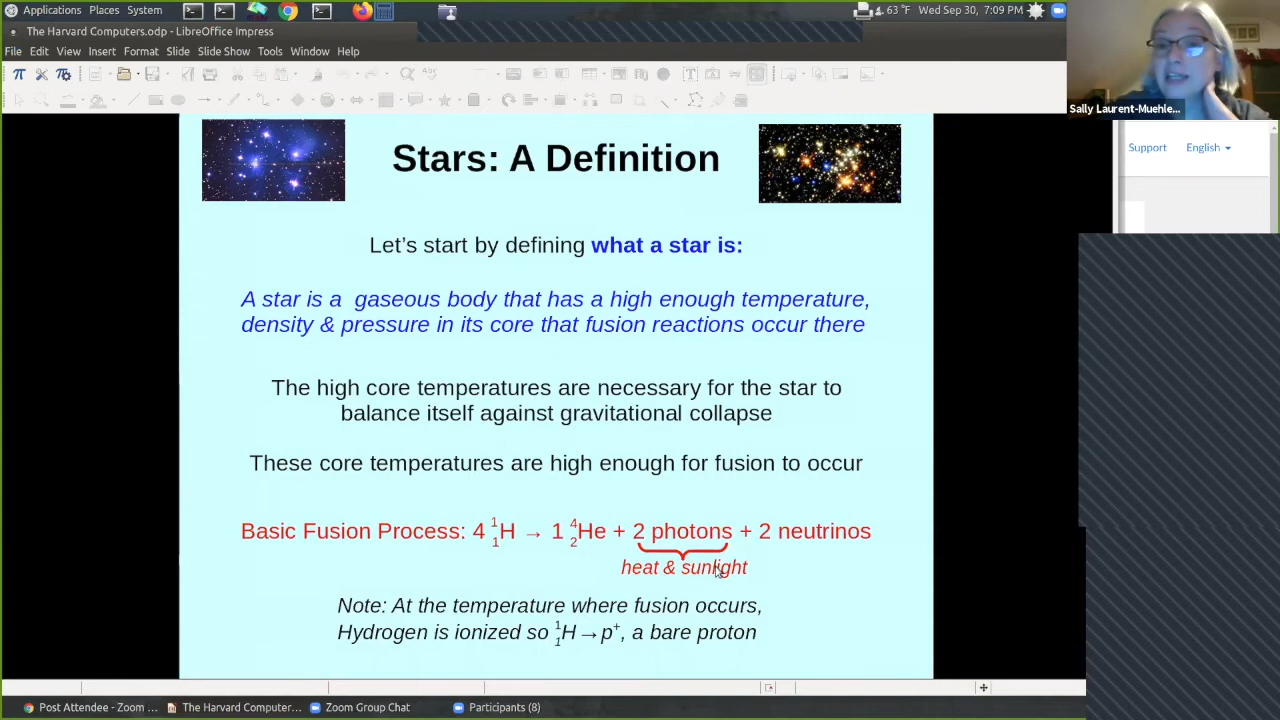 Applications Places System
63 °F Wed Sep 30, 7:09 PM
The Harvard Computers.odp - LibreOffice Impress
File Edit View Insert Format Slide Slide Show Tools Window Help
Sally Laurent-Muehle...
Support English
Stars: A Definition
Let's start by defining what a star is:
A star is a gaseous body that has a high enough temperature,
density & pressure in its core that fusion reactions occur there
The high core temperatures are necessary for the star to
balance itself against gravitational collapse
These core temperatures are high enough for fusion to occur
Basic Fusion Process: 4 ¹₁H → 1 ⁴₂He + 2 photons + 2 neutrinos
heat & sunlight
Note: At the temperature where fusion occurs,
Hydrogen is ionized so ¹₁H→p⁺, a bare proton
Post Attendee - Zoom ... The Harvard Computer... Zoom Group Chat Participants (8)